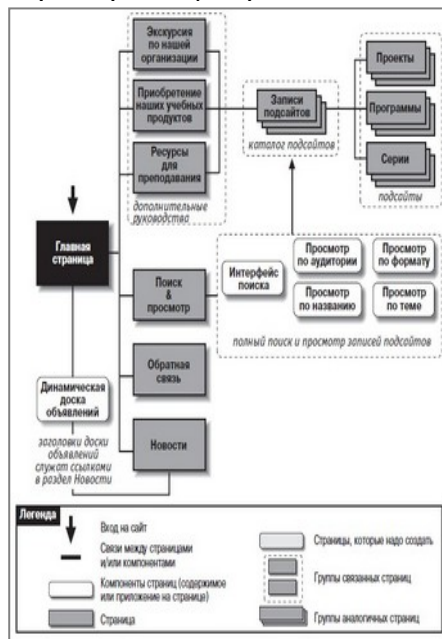 Экскурсия
по нашей
организации
Приобретение
наших учебных
продуктов
Ресурсы
для
преподавания
дополнительные
руководства
Записи
подсайтов
каталог подсайтов
Проекты
Программы
Серии
подсайты
Главная
страница
Поиск
&
просмотр
Интерфейс
поиска
Просмотр
по аудитории
Просмотр
по формату
Просмотр
по названию
Просмотр
по теме
полный поиск и просмотр записей подсайтов
Обратная
связь
Динамическая
доска
объявлений
заголовки доски
объявлений
служат ссылками
в раздел Новости
Новости
Легенда
Вход на сайт
Связи между страницами
и/или компонентами
Компоненты страниц (содержимое
или приложение на странице)
Страница
Страницы, которые надо создать
Группы связанных страниц
Группы аналогичных страниц